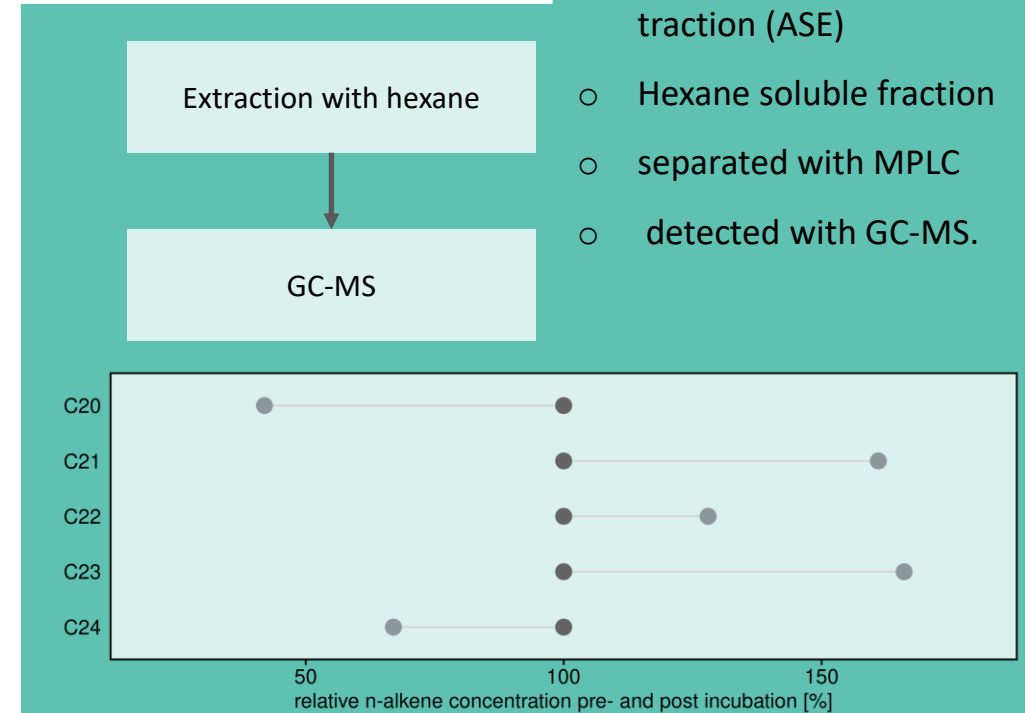 traction (ASE)
Extraction with hexane
○ Hexane soluble fraction
○ separated with MPLC
○ detected with GC-MS.
GC-MS
C20
C21
C22
C23
C24
50 100 150
relative n-alkene concentration pre- and post incubation [%]